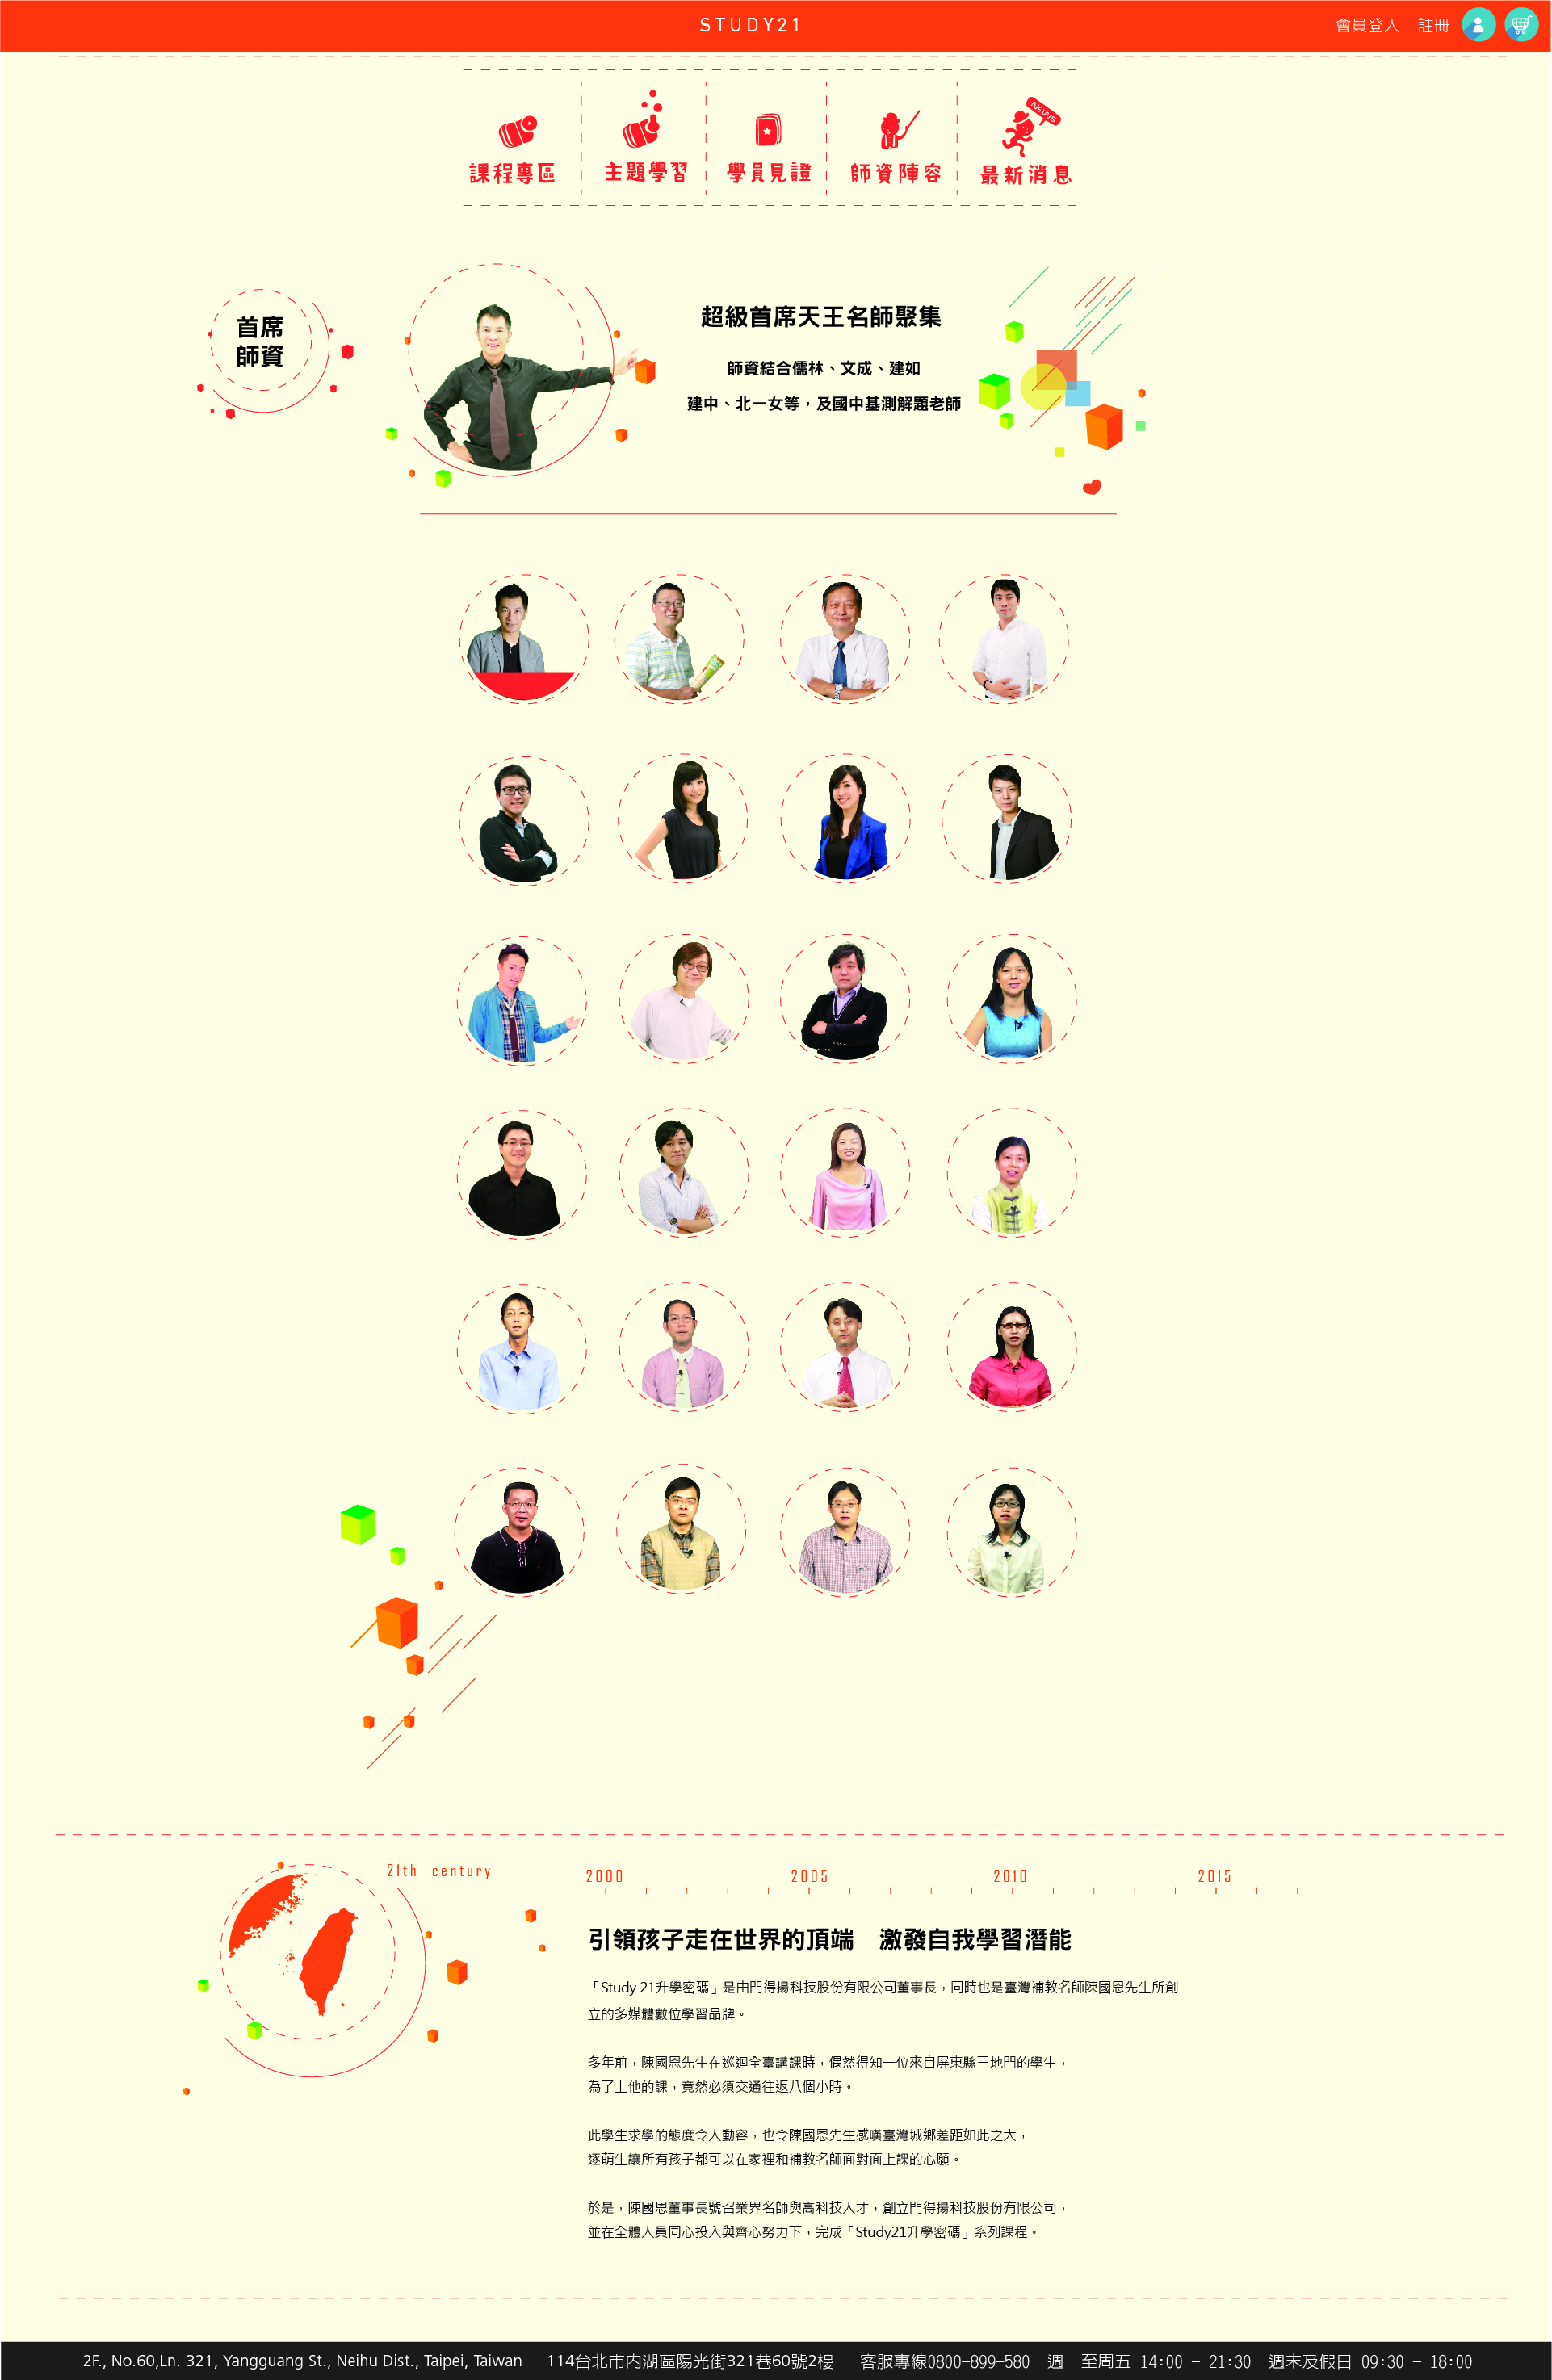 STUDY21
會員登入 註冊
NEWS
課程專區
主題學習
學員見證
師資陣容
最新消息
首席
師資
超級首席天王名師聚集
師資結合儒林、文成、建如
建中、北一女等，及國中基測解題老師
21th century
2000 2005 2010 2015
引領孩子走在世界的頂端 激發自我學習潛能
「Study 21升學密碼」是由門得揚科技股份有限公司董事長，同時也是臺灣補教名師陳國恩先生所創
立的多媒體數位學習品牌。
多年前，陳國恩先生在巡迴全臺講課時，偶然得知一位來自屏東縣三地門的學生，
為了上他的課，竟然必須交通往返八個小時。
此學生求學的態度令人動容，也令陳國恩先生感嘆臺灣城鄉差距如此之大，
逐萌生讓所有孩子都可以在家裡和補教名師面對面上課的心願。
於是，陳國恩董事長號召業界名師與高科技人才，創立門得揚科技股份有限公司，
並在全體人員同心投入與齊心努力下，完成「Study21升學密碼」系列課程。
2F., No.60,Ln. 321, Yangguang St., Neihu Dist., Taipei, Taiwan 114台北市內湖區陽光街321巷60號2樓 客服專線0800-899-580 週一至周五 14:00 - 21:30 週末及假日 09:30 - 18:00